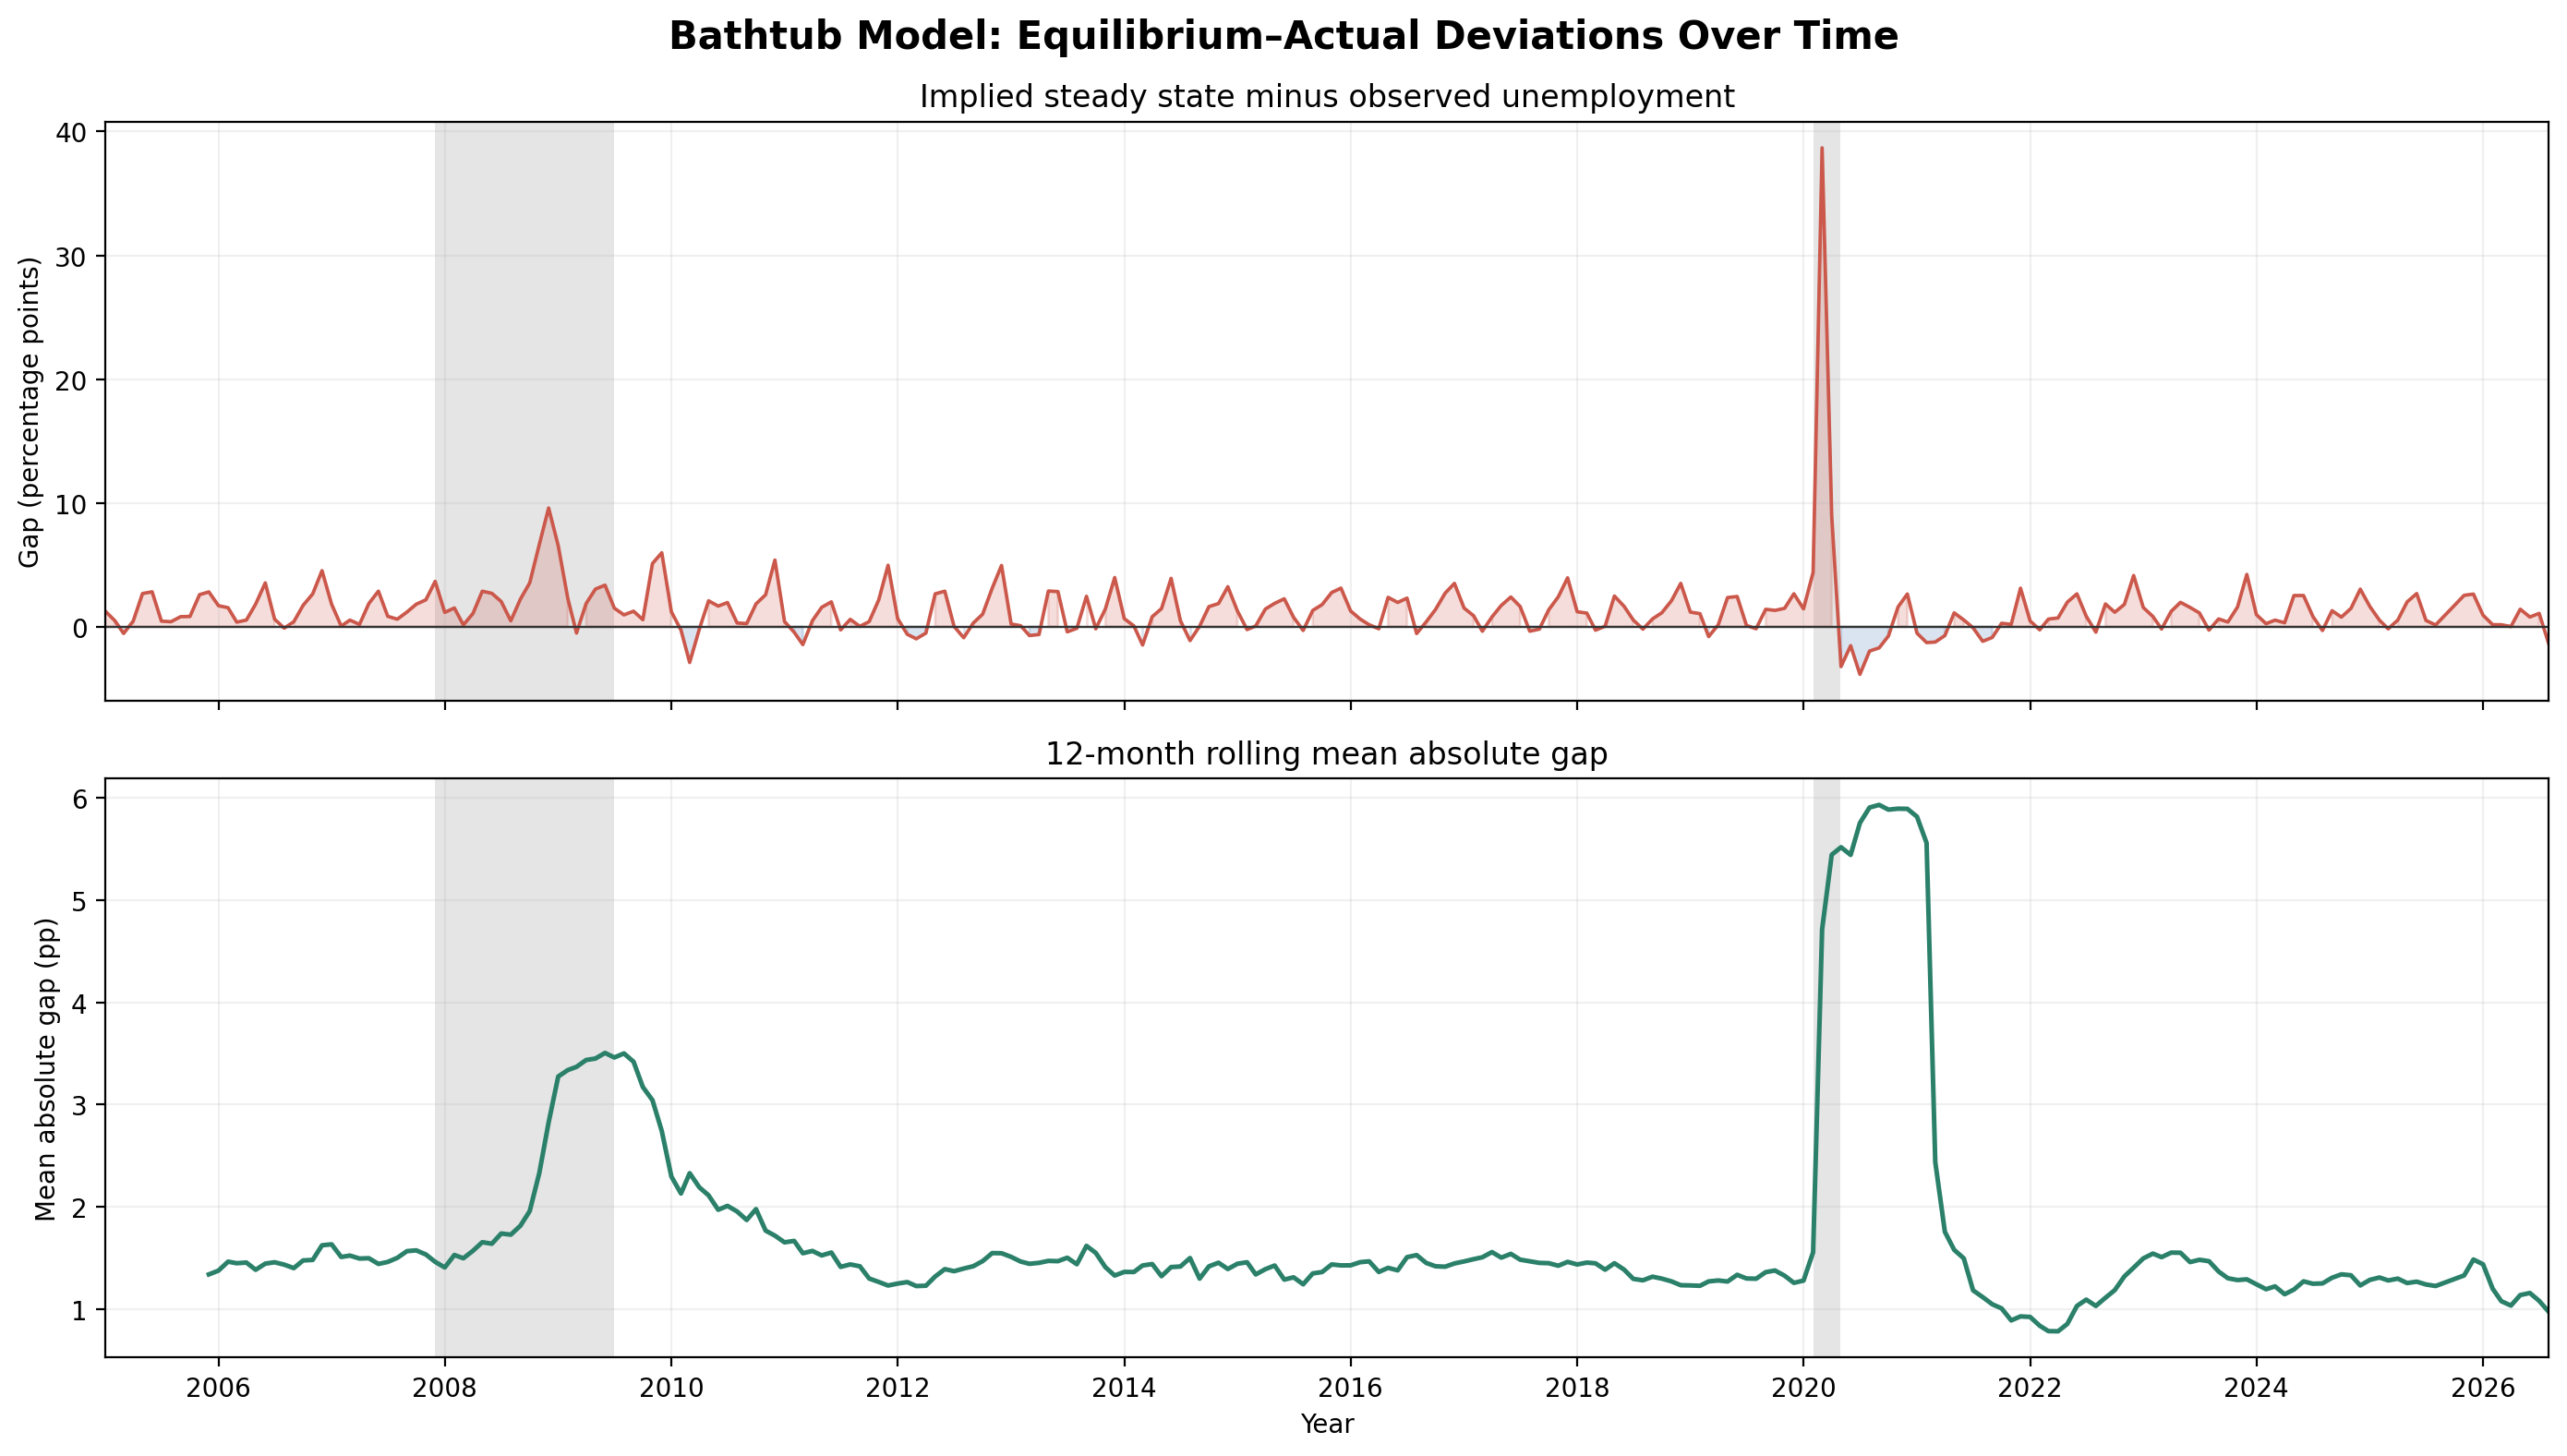 Bathtub Model: Equilibrium–Actual Deviations Over Time
Implied steady state minus observed unemployment
Gap (percentage points)
40
30
20
10
0
12-month rolling mean absolute gap
Mean absolute gap (pp)
6
5
4
3
2
1
2006 2008 2010 2012 2014 2016 2018 2020 2022 2024 2026
Year